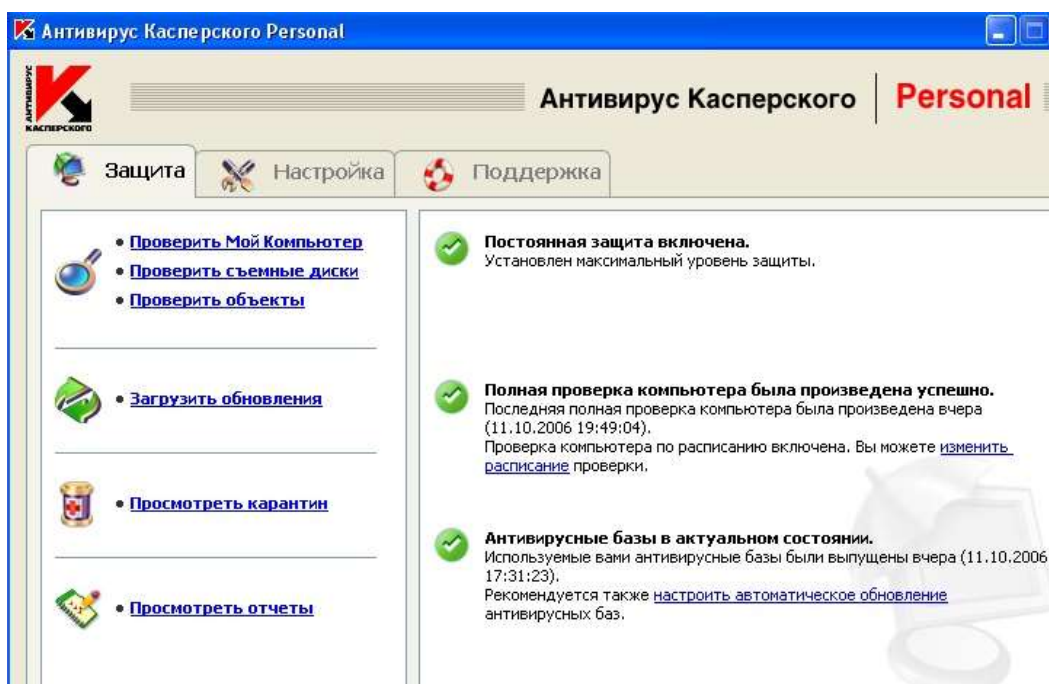 Антивирус Касперского Personal
АНТИВИРУС
КАСПЕРСКОГО
Антивирус Касперского Personal
Защита Настройка Поддержка
Проверить Мой Компьютер
Проверить съемные диски
Проверить объекты
Загрузить обновления
Просмотреть карантин
Просмотреть отчеты
Постоянная защита включена.
Установлен максимальный уровень защиты.
Полная проверка компьютера была произведена успешно.
Последняя полная проверка компьютера была произведена вчера
(11.10.2006 19:49:04).
Проверка компьютера по расписанию включена. Вы можете изменить
расписание проверки.
Антивирусные базы в актуальном состоянии.
Используемые вами антивирусные базы были выпущены вчера (11.10.2006
17:31:23).
Рекомендуется также настроить автоматическое обновление
антивирусных баз.